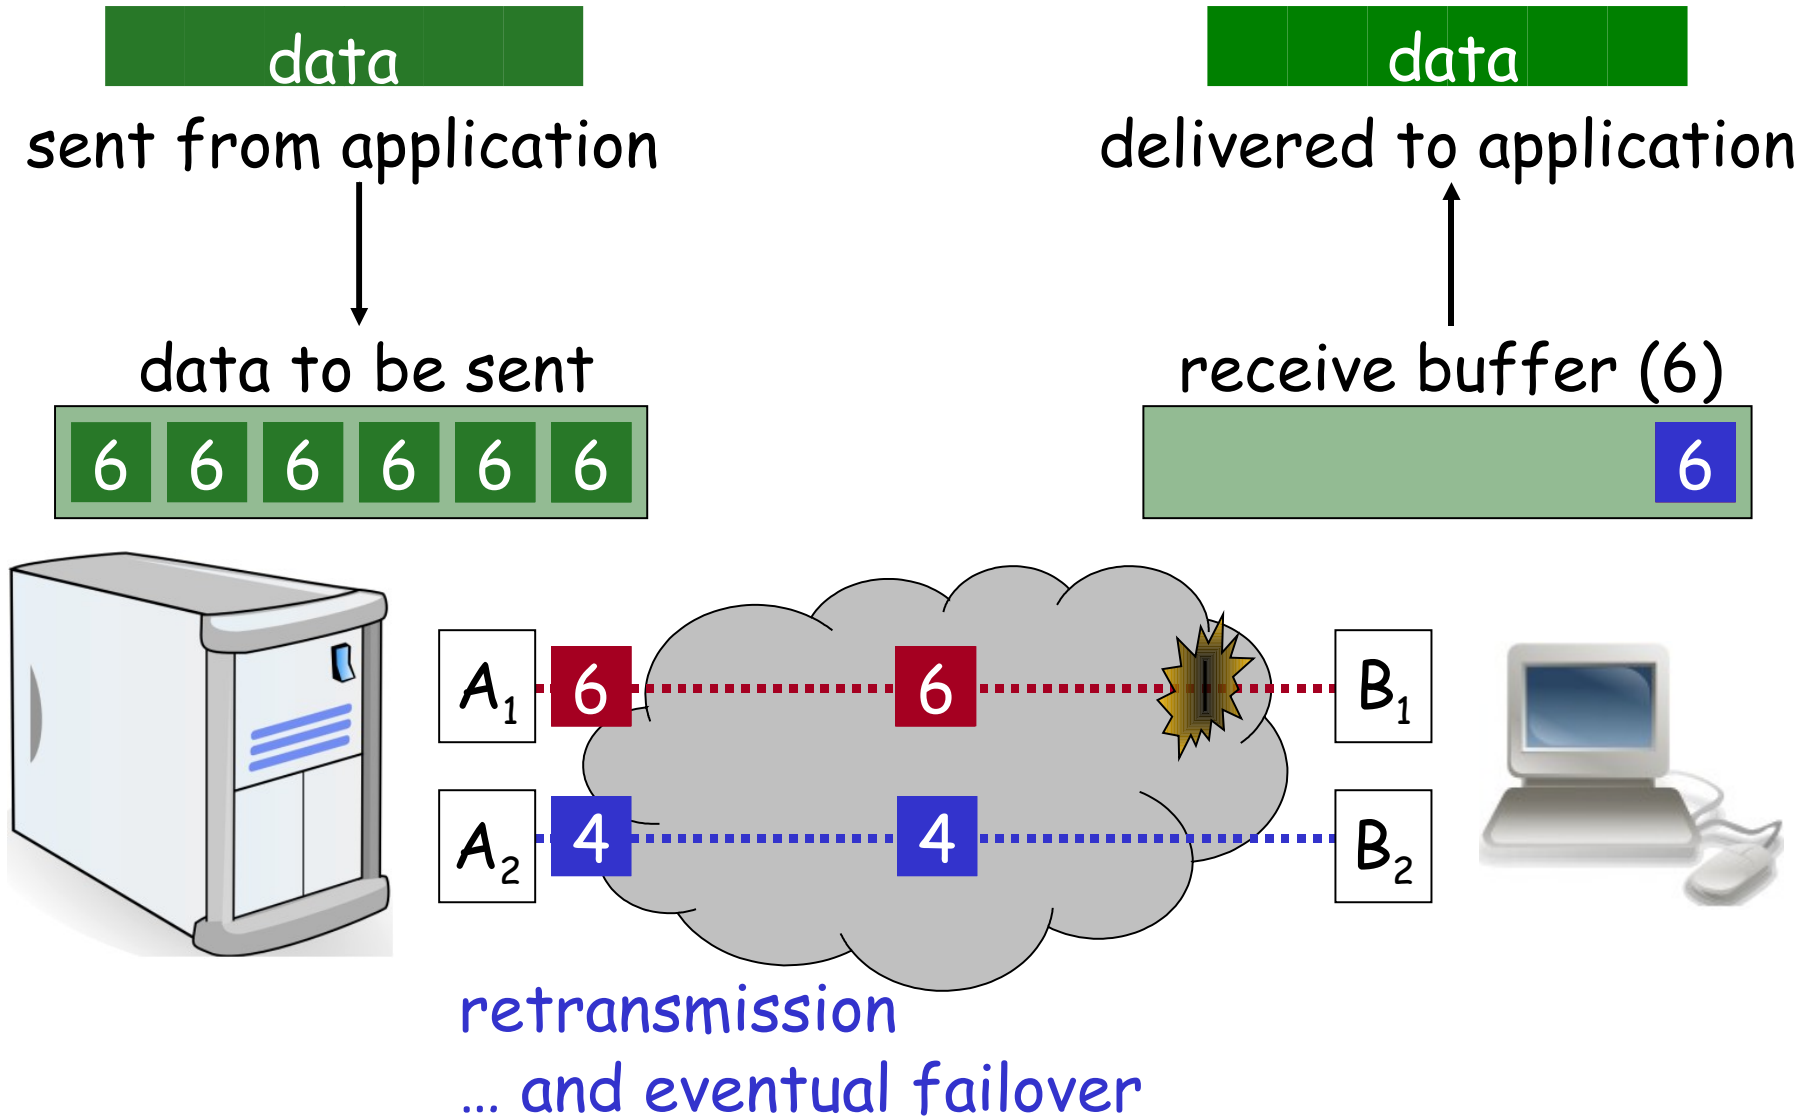 data data
sent from application delivered to application
data to be sent receive buffer (6)
6 6 6 6 6 6 6
A1 6 6 B1
A2 4 4 B2
retransmission
... and eventual failover